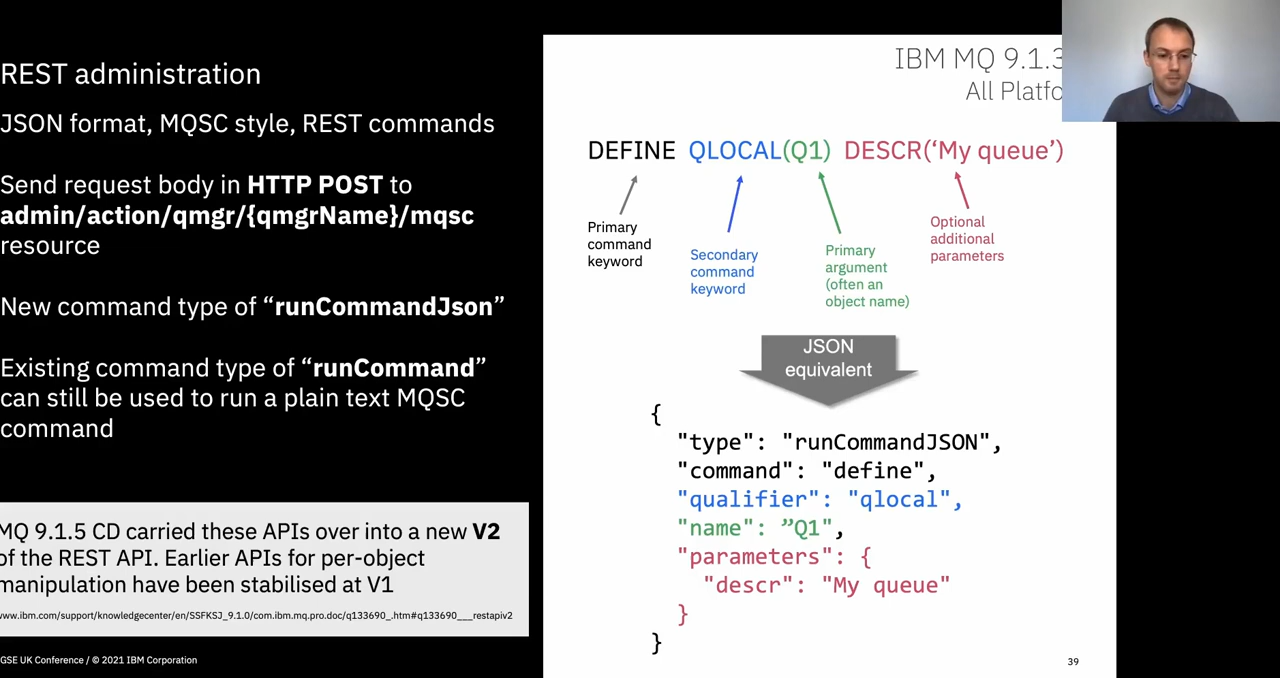 REST administration
JSON format, MQSC style, REST commands
Send request body in HTTP POST to
admin/action/qmgr/{qmgrName}/mqsc
resource
New command type of “runCommandJson”
Existing command type of “runCommand”
can still be used to run a plain text MQSC
command
MQ 9.1.5 CD carried these APIs over into a new V2
of the REST API. Earlier APIs for per-object
manipulation have been stabilised at V1
www.ibm.com/support/knowledgecenter/en/SSFKSJ_9.1.0/com.ibm.mq.pro.doc/q133690_.htm#q133690___restapiv2
GSE UK Conference / © 2021 IBM Corporation
IBM MQ 9.1.3
All Platfo
DEFINE QLOCAL(Q1) DESCR(‘My queue’)
Primary
command
keyword
Secondary
command
keyword
Primary
argument
(often an
object name)
Optional
additional
parameters
JSON
equivalent
{
"type": "runCommandJSON",
"command": "define",
"qualifier": "qlocal",
"name": ”Q1",
"parameters": {
"descr": "My queue"
}
}
39